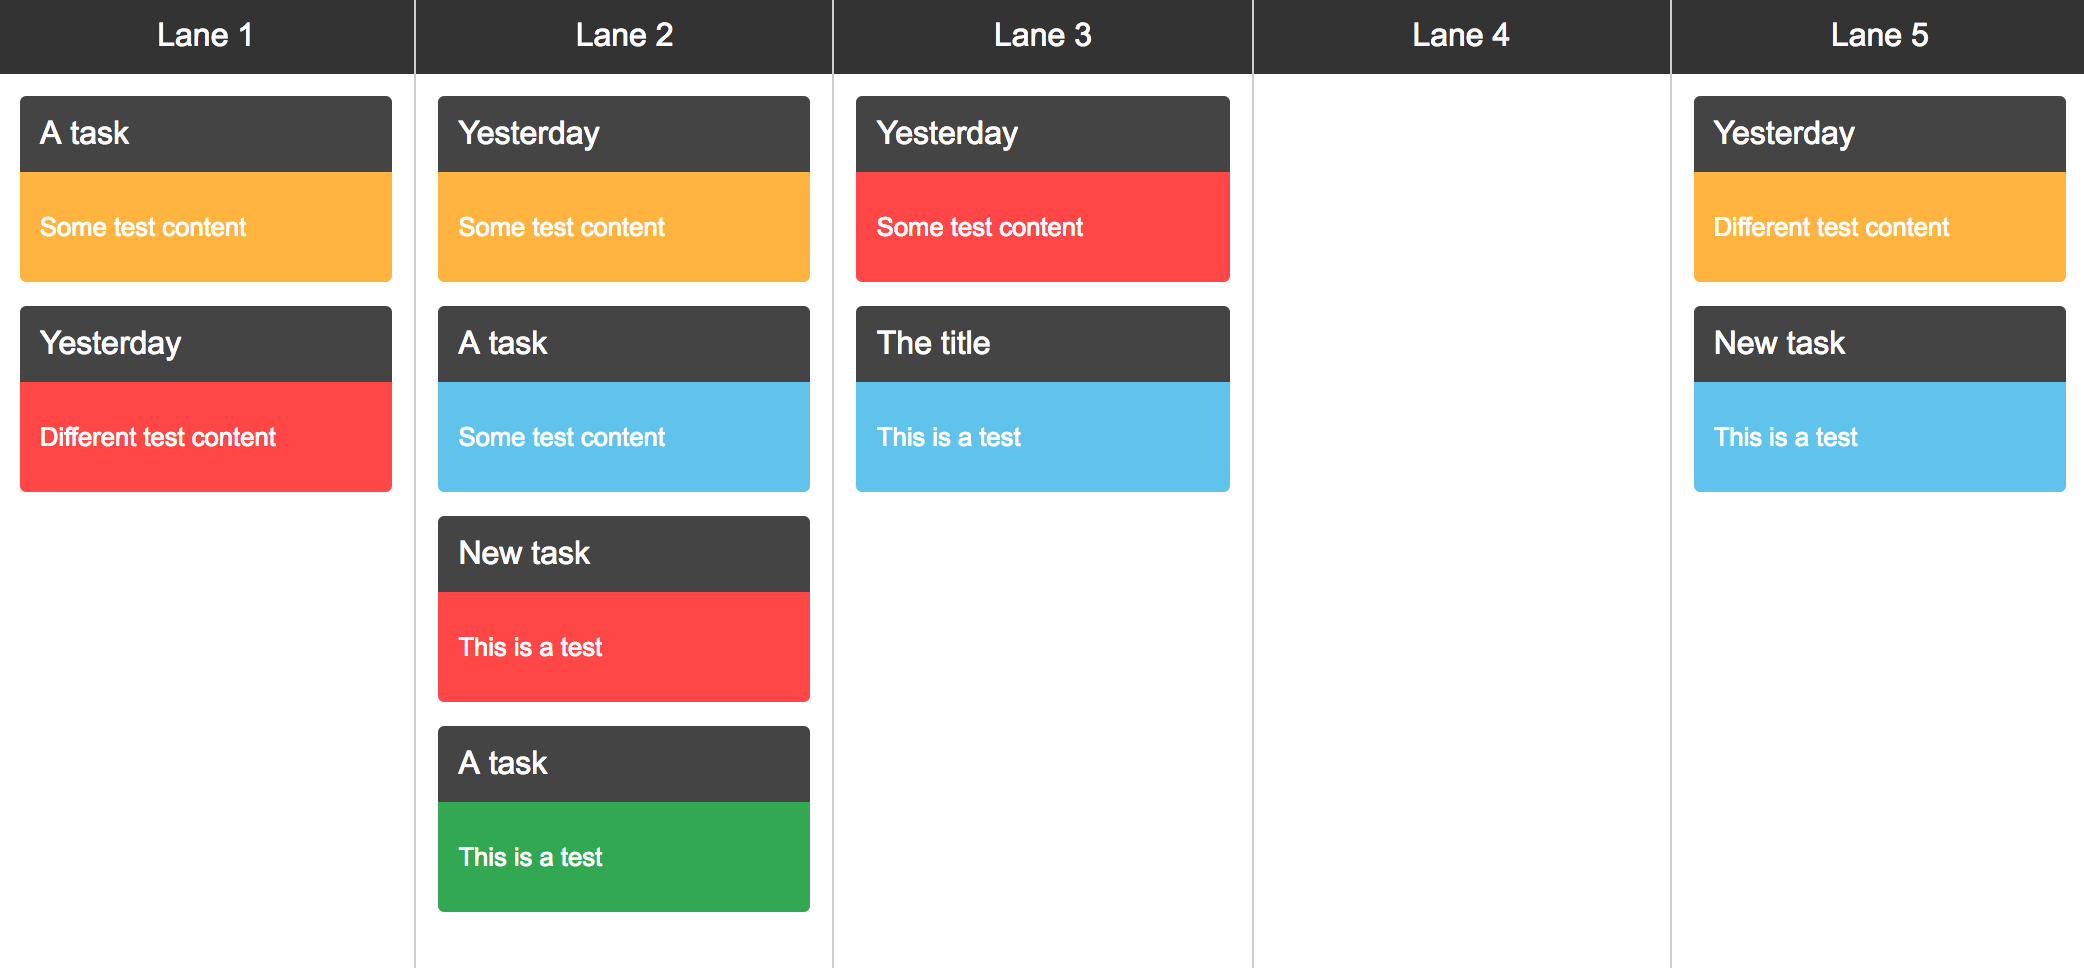 Lane 1
Lane 2
Lane 3
Lane 4
Lane 5
A task
Some test content
Yesterday
Different test content
Yesterday
Some test content
A task
Some test content
New task
This is a test
A task
This is a test
Yesterday
Some test content
The title
This is a test
Yesterday
Different test content
New task
This is a test